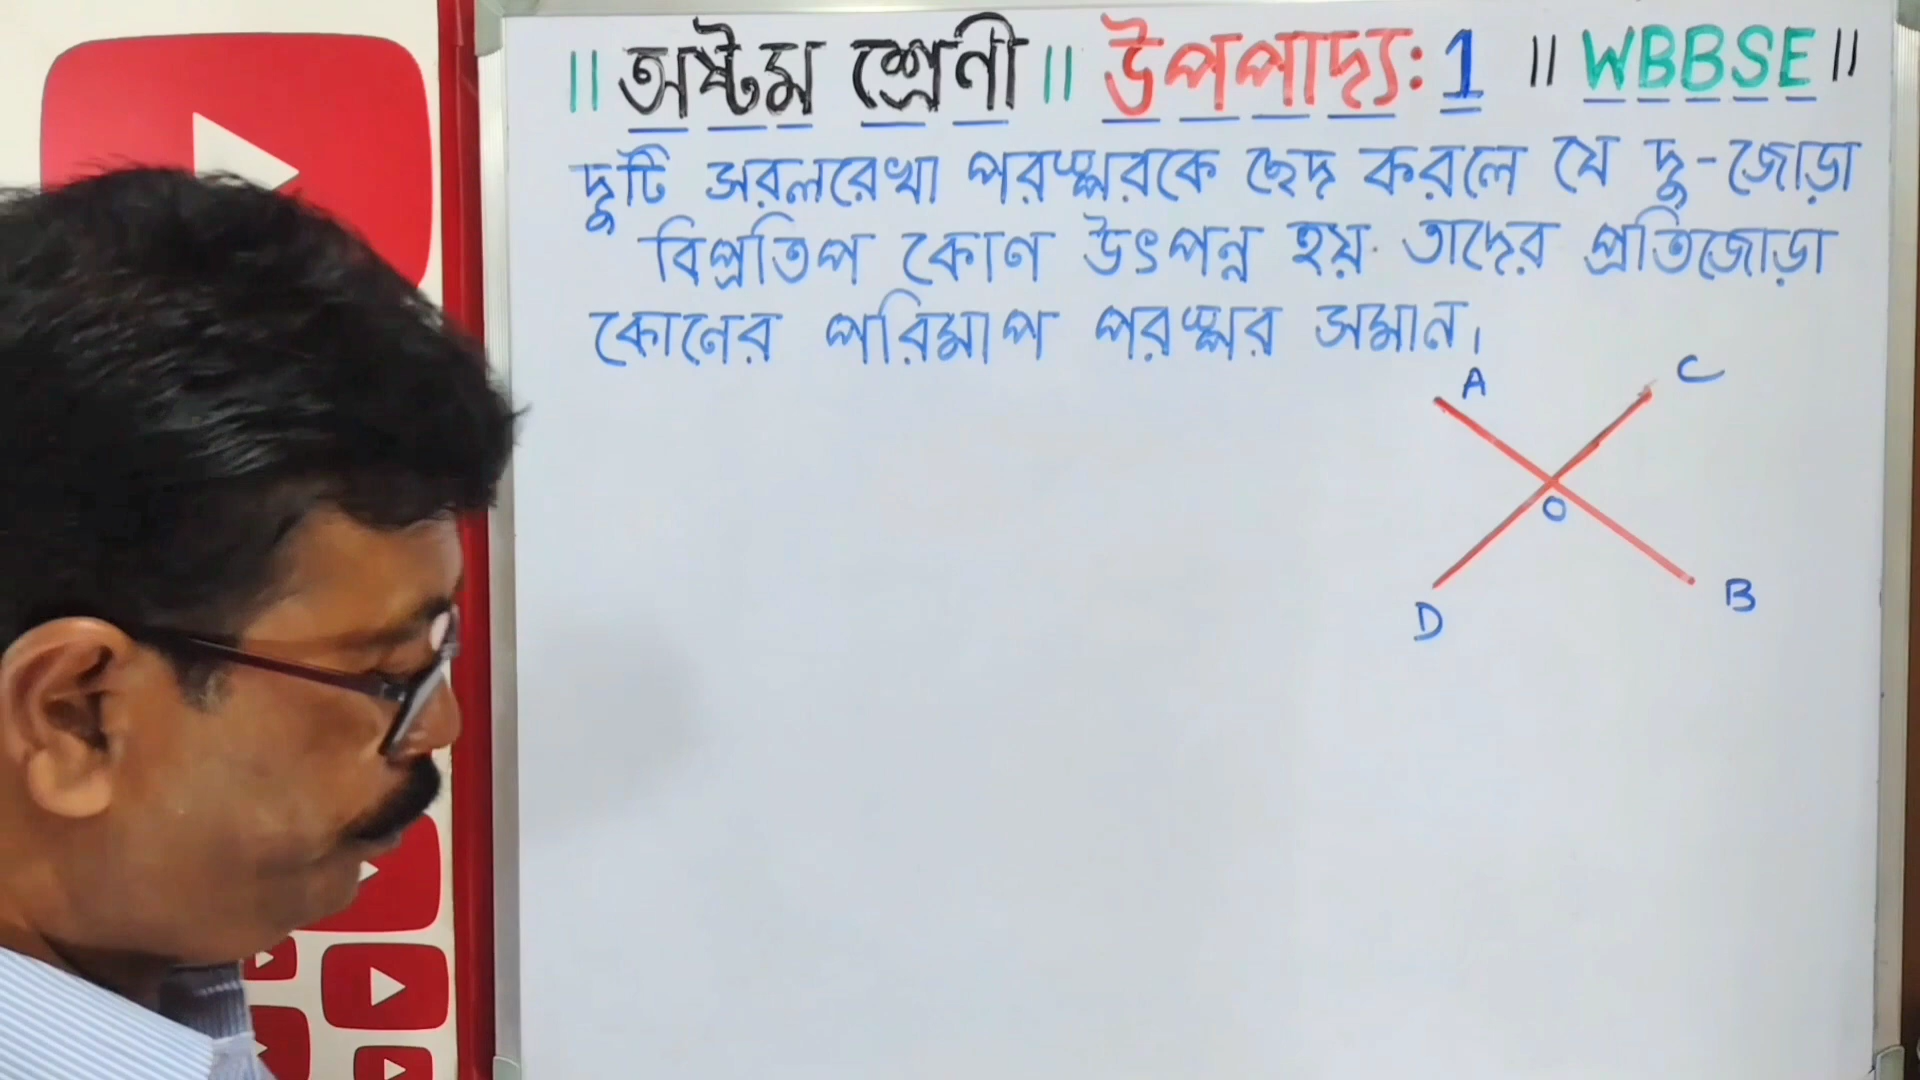 || অষ্টম শ্রেণী || উপপাদ্য: 1 || WBBSE ||
দুটি সরলরেখা পরস্পরকে ছেদ করলে যে দু-জোড়া
বিপ্রতিপ কোণ উৎপন্ন হয় তাদের প্রতিজোড়া
কোনের পরিমাপ পরস্পর সমান।
A
C
O
D
B